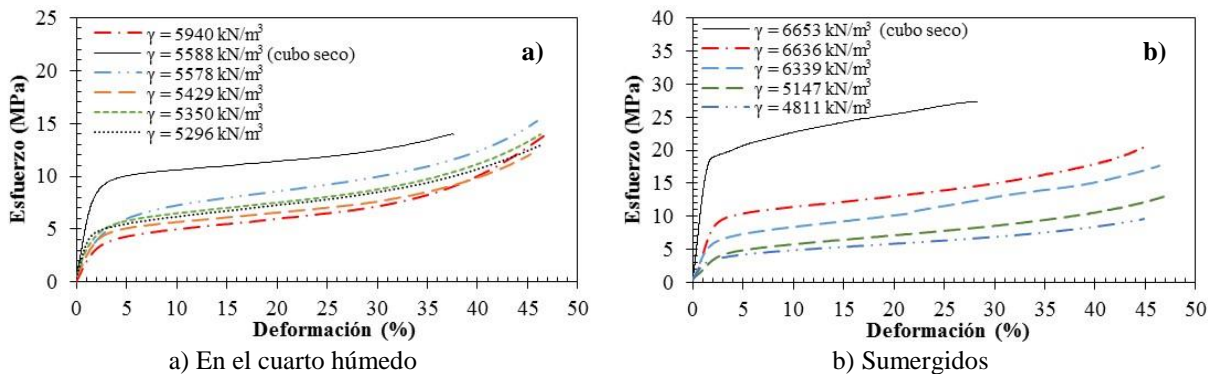 25
20
15
10
5
0
Esfuerzo (MPa)
γ = 5940 kN/m³
γ = 5588 kN/m³ (cubo seco)
γ = 5578 kN/m³
γ = 5429 kN/m³
γ = 5350 kN/m³
γ = 5296 kN/m³
a)
0 5 10 15 20 25 30 35 40 45 50
Deformación (%)
a) En el cuarto húmedo
40
35
30
25
20
15
10
5
0
Esfuerzo (MPa)
γ = 6653 kN/m³ (cubo seco)
γ = 6636 kN/m³
γ = 6339 kN/m³
γ = 5147 kN/m³
γ = 4811 kN/m³
b)
0 5 10 15 20 25 30 35 40 45 50
Deformación (%)
b) Sumergidos